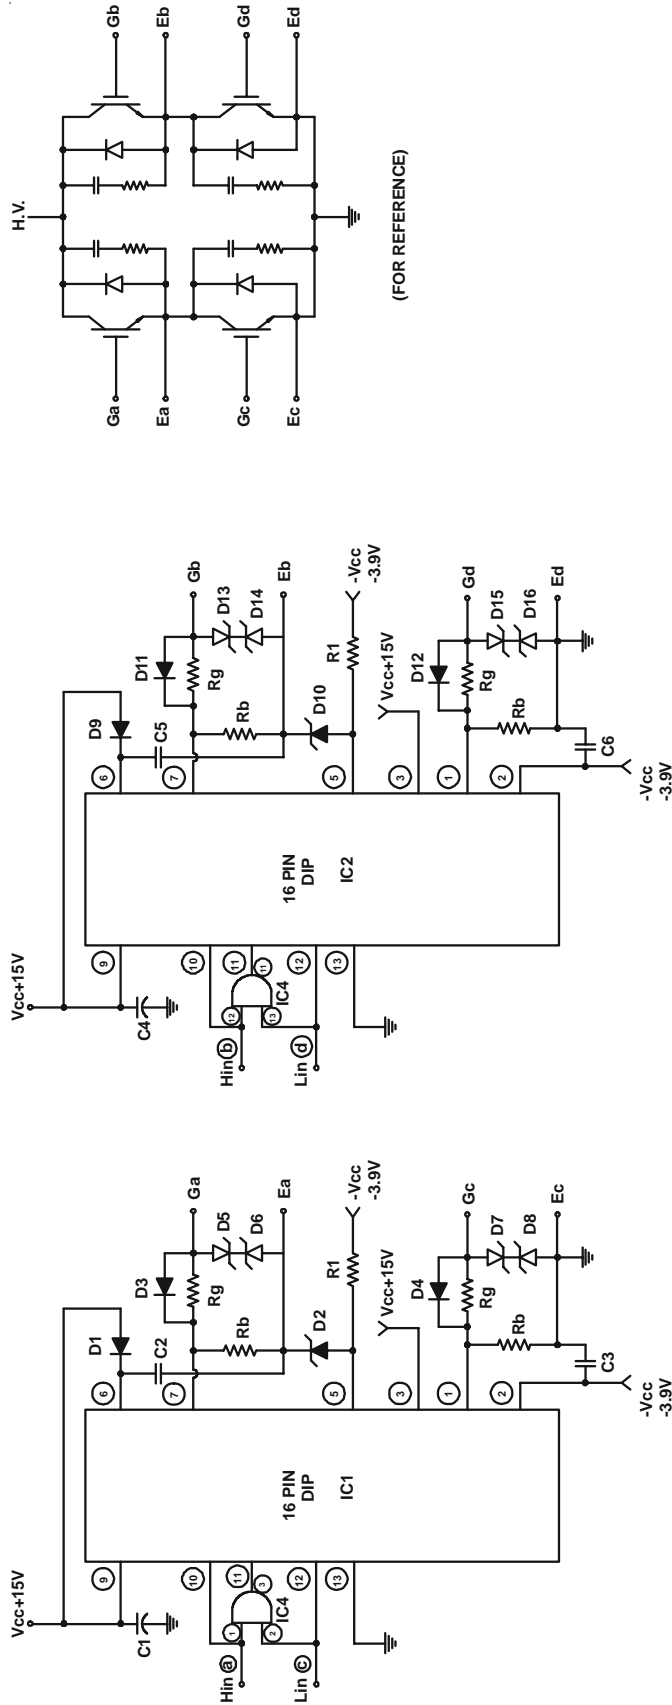 Vcc+15V
C1
9
10
11
12
13
1
2
3
IC4
Hin a
Lin c
16 PIN
DIP
IC1
6
7
5
3
1
2
D1
C2
D3
Rg
Ga
D5
D6
Rb
Ea
D2
R1
-Vcc
-3.9V
Vcc+15V
D4
Rg
Gc
D7
D8
Rb
Ec
C3
-Vcc
-3.9V
Vcc+15V
C4
9
10
11
12
13
12
13
11
IC4
Hin b
Lin d
16 PIN
DIP
IC2
6
7
5
3
1
2
D9
C5
D11
Rg
Gb
D13
D14
Rb
Eb
D10
R1
-Vcc
-3.9V
Vcc+15V
D12
Rg
Gd
D15
D16
Rb
Ed
C6
-Vcc
-3.9V
H.V.
Ga
Ea
Gc
Ec
Gb
Eb
Gd
Ed
(FOR REFERENCE)